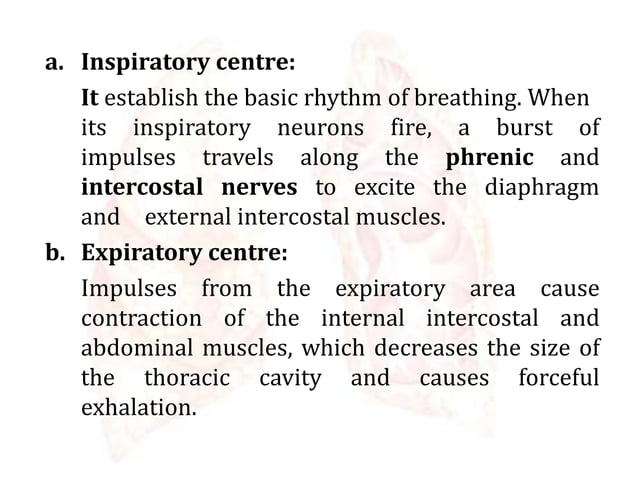 a. Inspiratory centre:
It establish the basic rhythm of breathing. When
its inspiratory neurons fire, a burst of
impulses travels along the phrenic and
intercostal nerves to excite the diaphragm
and external intercostal muscles.
b. Expiratory centre:
Impulses from the expiratory area cause
contraction of the internal intercostal and
abdominal muscles, which decreases the size of
the thoracic cavity and causes forceful
exhalation.